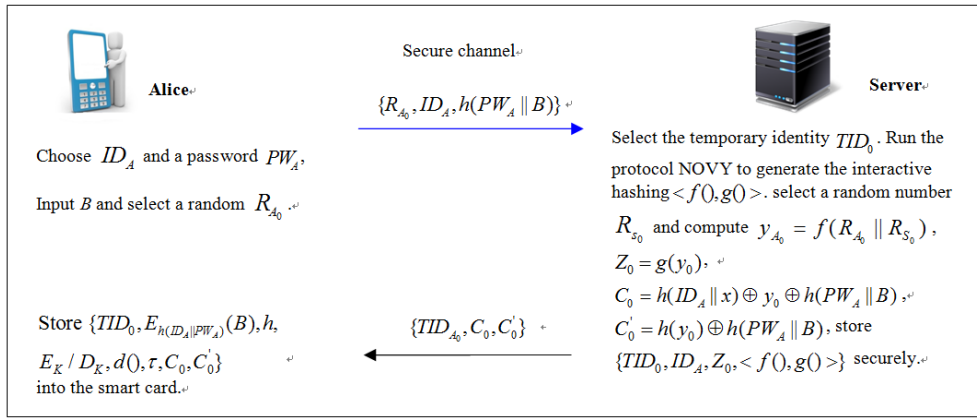 Secure channel
Alice
Server
{R_{A_0}, ID_A, h(PW_A || B)}
Choose ID_A and a password PW_A,
Input B and select a random R_{A_0}.
Select the temporary identity TID_0. Run the
protocol NOVY to generate the interactive
hashing < f(), g() >. select a random number
R_{s_0} and compute y_{A_0} = f(R_{A_0} || R_{S_0}),
Z_0 = g(y_0),
C_0 = h(ID_A || x) ⊕ y_0 ⊕ h(PW_A || B),
C_0^' = h(y_0) ⊕ h(PW_A || B), store
{TID_0, ID_A, Z_0, < f(), g() >} securely.
{TID_{A_0}, C_0, C_0^'}
Store {TID_0, E_{h(ID_A||PW_A)}(B), h,
E_K / D_K, d(), τ, C_0, C_0^'}
into the smart card.